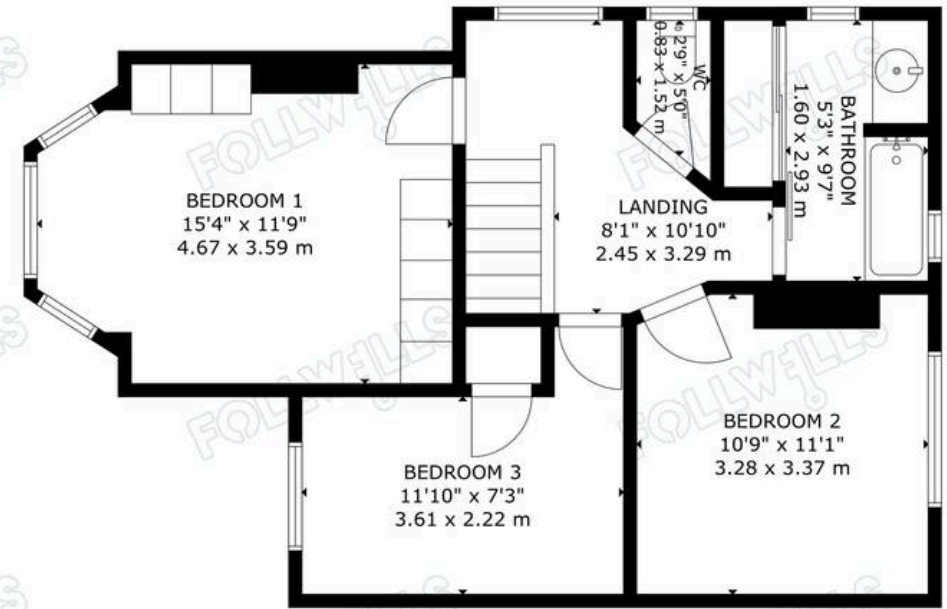 WC
2'9" x 5'0"
0.83 x 1.52 m
BATHROOM
5'3" x 9'7"
1.60 x 2.93 m
BEDROOM 1
15'4" x 11'9"
4.67 x 3.59 m
LANDING
8'1" x 10'10"
2.45 x 3.29 m
BEDROOM 2
10'9" x 11'1"
3.28 x 3.37 m
BEDROOM 3
11'10" x 7'3"
3.61 x 2.22 m
FOLLWELLS
FOLLWELLS
FOLLWELLS
FOLLWELLS